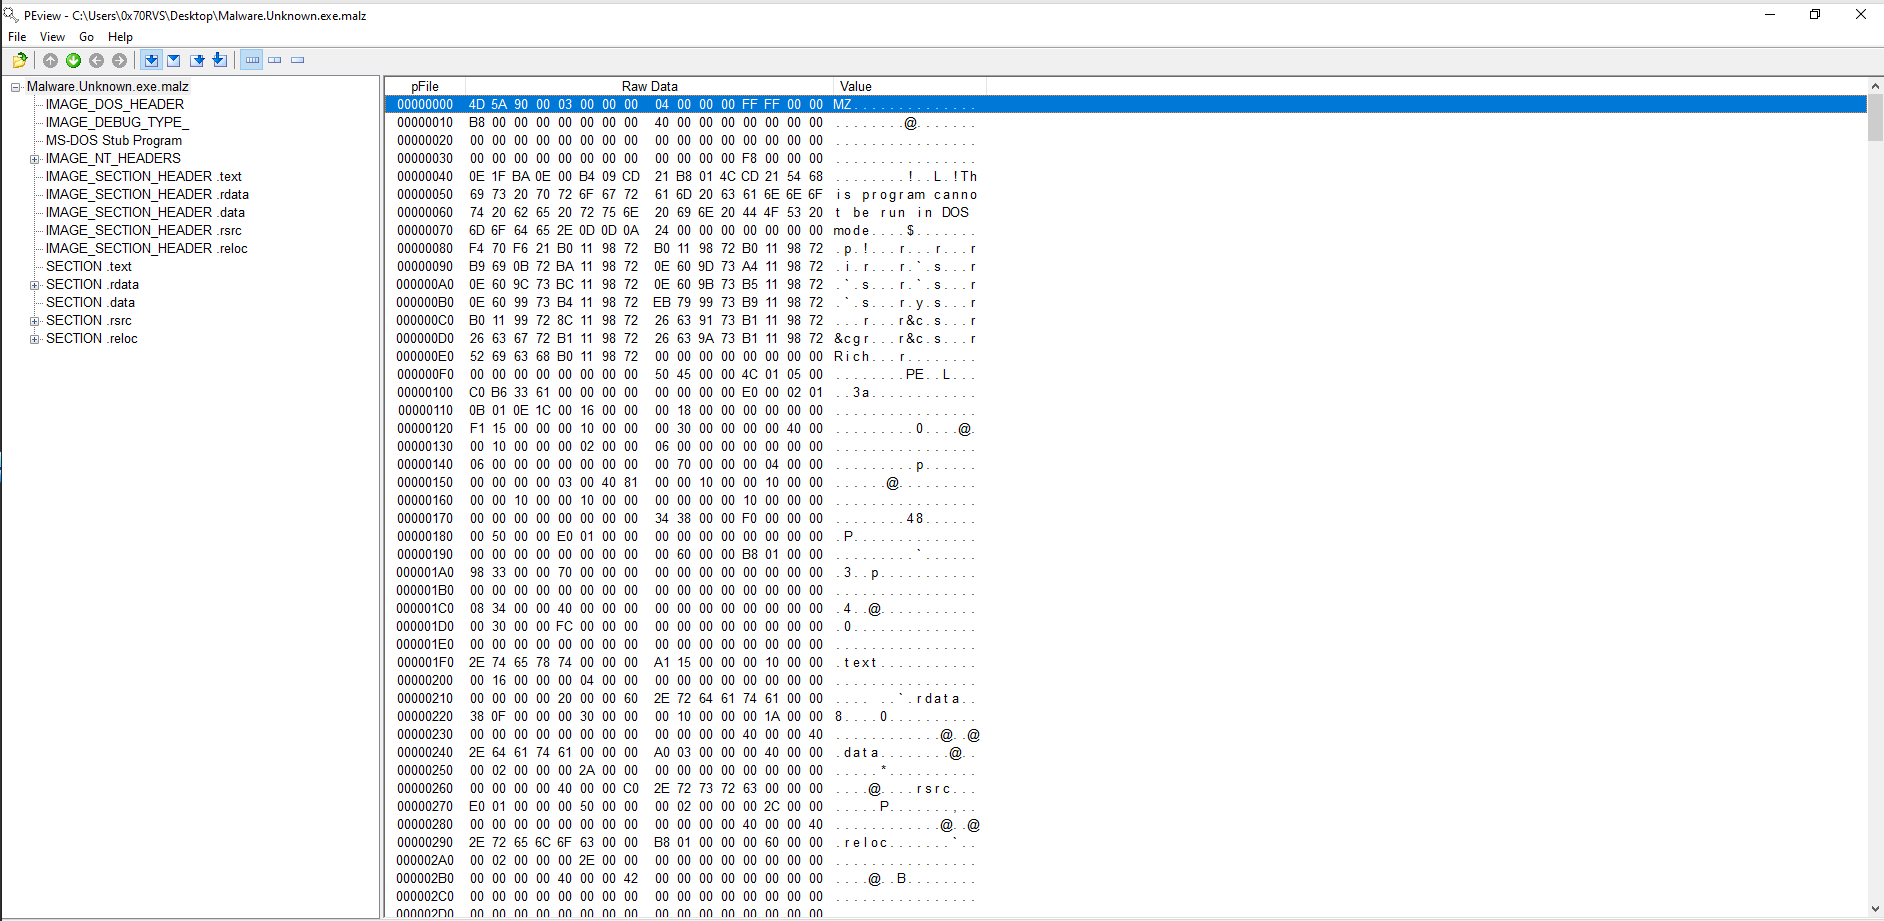 PEview - C:\Users\0x70RVS\Desktop\Malware.Unknown.exe.malz
File View Go Help
Malware.Unknown.exe.malz
IMAGE_DOS_HEADER
IMAGE_DEBUG_TYPE_
MS-DOS Stub Program
IMAGE_NT_HEADERS
IMAGE_SECTION_HEADER .text
IMAGE_SECTION_HEADER .rdata
IMAGE_SECTION_HEADER .data
IMAGE_SECTION_HEADER .rsrc
IMAGE_SECTION_HEADER .reloc
SECTION .text
SECTION .rdata
SECTION .data
SECTION .rsrc
SECTION .reloc
pFile Raw Data Value
00000000 4D 5A 90 00 03 00 00 00 04 00 00 00 FF FF 00 00 MZ..............
00000010 B8 00 00 00 00 00 00 00 40 00 00 00 00 00 00 00 ........@.......
00000020 00 00 00 00 00 00 00 00 00 00 00 00 00 00 00 00 ................
00000030 00 00 00 00 00 00 00 00 00 00 00 00 F8 00 00 00 ................
00000040 0E 1F BA 0E 00 B4 09 CD 21 B8 01 4C CD 21 54 68 ........!..L.!Th
00000050 69 73 20 70 72 6F 67 72 61 6D 20 63 61 6E 6E 6F is program canno
00000060 74 20 62 65 20 72 75 6E 20 69 6E 20 44 4F 53 20 t be run in DOS
00000070 6D 6F 64 65 2E 0D 0D 0A 24 00 00 00 00 00 00 00 mode....$.......
00000080 F4 70 F6 21 B0 11 98 72 B0 11 98 72 B0 11 98 72 .p.!...r...r...r
00000090 B9 69 0B 72 BA 11 98 72 0E 60 9D 73 A4 11 98 72 .i.r...r.`.s...r
000000A0 0E 60 9C 73 BC 11 98 72 0E 60 9B 73 B5 11 98 72 .`.s...r.`.s...r
000000B0 0E 60 99 73 B4 11 98 72 EB 79 99 73 B9 11 98 72 .`.s...r.y.s...r
000000C0 B0 11 99 72 8C 11 98 72 26 63 91 73 B1 11 98 72 ...r...r&c.s...r
000000D0 26 63 67 72 B1 11 98 72 26 63 9A 73 B1 11 98 72 &cgr...r&c.s...r
000000E0 52 69 63 68 B0 11 98 72 00 00 00 00 00 00 00 00 Rich...r........
000000F0 00 00 00 00 00 00 00 00 50 45 00 00 4C 01 05 00 ........PE..L...
00000100 C0 B6 33 61 00 00 00 00 00 00 00 00 E0 00 02 01 ..3a............
00000110 0B 01 0E 1C 00 16 00 00 00 18 00 00 00 00 00 00 ................
00000120 F1 15 00 00 00 10 00 00 00 30 00 00 00 00 40 00 .........0....@.
00000130 00 10 00 00 00 02 00 00 06 00 00 00 00 00 00 00 ................
00000140 06 00 00 00 00 00 00 00 00 70 00 00 00 04 00 00 .........p......
00000150 00 00 00 00 03 00 40 81 00 00 10 00 00 10 00 00 ......@.........
00000160 00 00 10 00 00 10 00 00 00 00 00 00 10 00 00 00 ................
00000170 00 00 00 00 00 00 00 00 34 38 00 00 F0 00 00 00 ........48......
00000180 00 50 00 00 E0 01 00 00 00 00 00 00 00 00 00 00 .P..............
00000190 00 00 00 00 00 00 00 00 00 60 00 00 B8 01 00 00 .........`......
000001A0 98 33 00 00 70 00 00 00 00 00 00 00 00 00 00 00 .3..p...........
000001B0 00 00 00 00 00 00 00 00 00 00 00 00 00 00 00 00 ................
000001C0 08 34 00 00 40 00 00 00 00 00 00 00 00 00 00 00 .4..@...........
000001D0 00 30 00 00 FC 00 00 00 00 00 00 00 00 00 00 00 .0..............
000001E0 00 00 00 00 00 00 00 00 00 00 00 00 00 00 00 00 ................
000001F0 2E 74 65 78 74 00 00 00 A1 15 00 00 00 10 00 00 .text...........
00000200 00 16 00 00 00 04 00 00 00 00 00 00 00 00 00 00 ................
00000210 00 00 00 00 20 00 00 60 2E 72 64 61 74 61 00 00 .... ..`.rdata..
00000220 38 0F 00 00 00 30 00 00 00 10 00 00 00 1A 00 00 8....0..........
00000230 00 00 00 00 00 00 00 00 00 00 00 00 40 00 00 40 ............@..@
00000240 2E 64 61 74 61 00 00 00 A0 03 00 00 00 40 00 00 .data........@..
00000250 00 02 00 00 00 2A 00 00 00 00 00 00 00 00 00 00 .....*..........
00000260 00 00 00 00 40 00 00 C0 2E 72 73 72 63 00 00 00 ....@....rsrc...
00000270 E0 01 00 00 00 50 00 00 00 02 00 00 00 2C 00 00 .....P.......,..
00000280 00 00 00 00 00 00 00 00 00 00 00 00 40 00 00 40 ............@..@
00000290 2E 72 65 6C 6F 63 00 00 B8 01 00 00 00 60 00 00 .reloc.......`..
000002A0 00 02 00 00 00 2E 00 00 00 00 00 00 00 00 00 00 ................
000002B0 00 00 00 00 40 00 00 42 00 00 00 00 00 00 00 00 ....@..B........
000002C0 00 00 00 00 00 00 00 00 00 00 00 00 00 00 00 00 ................
000002D0 00 00 00 00 00 00 00 00 00 00 00 00 00 00 00 00